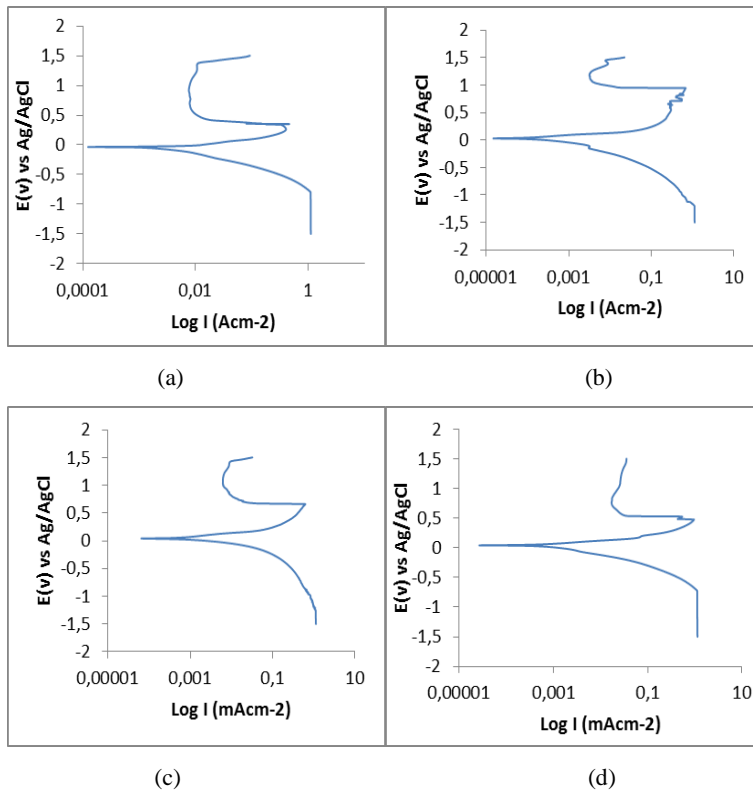 2
1,5
1
0,5
0
-0,5
-1
-1,5
-2
E(v) vs Ag/AgCl
0,0001 0,01 1
Log I (Acm-2)
2
1,5
1
0,5
0
-0,5
-1
-1,5
-2
E(v) vs Ag/AgCl
0,00001 0,001 0,1 10
Log I (Acm-2)
(a) (b)
2
1,5
1
0,5
0
-0,5
-1
-1,5
-2
E(v) vs Ag/AgCl
0,00001 0,001 0,1 10
Log I (mAcm-2)
2
1,5
1
0,5
0
-0,5
-1
-1,5
-2
E(v) vs Ag/AgCl
0,00001 0,001 0,1 10
Log I (mAcm-2)
(c) (d)